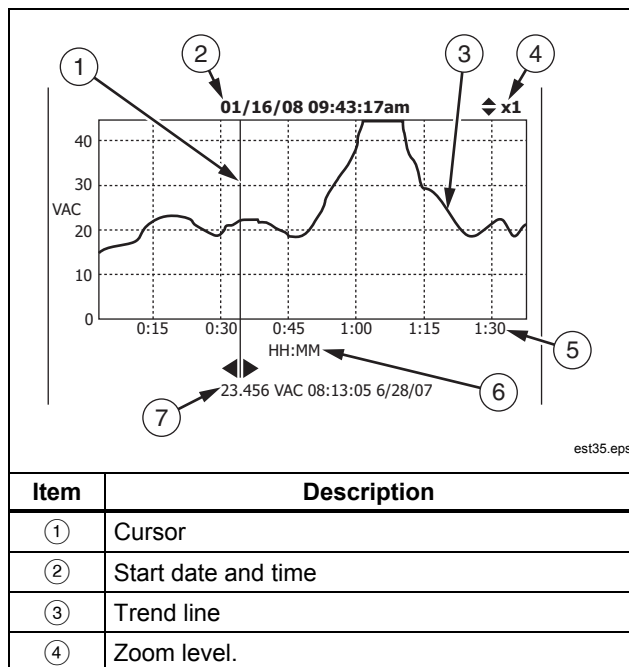 1 2 3 4
01/16/08 09:43:17am x1
40
30
VAC
20
10
0
0:15 0:30 0:45 1:00 1:15 1:30
HH:MM
5
6
7
23.456 VAC 08:13:05 6/28/07
est35.eps
Item Description
1 Cursor
2 Start date and time
3 Trend line
4 Zoom level.